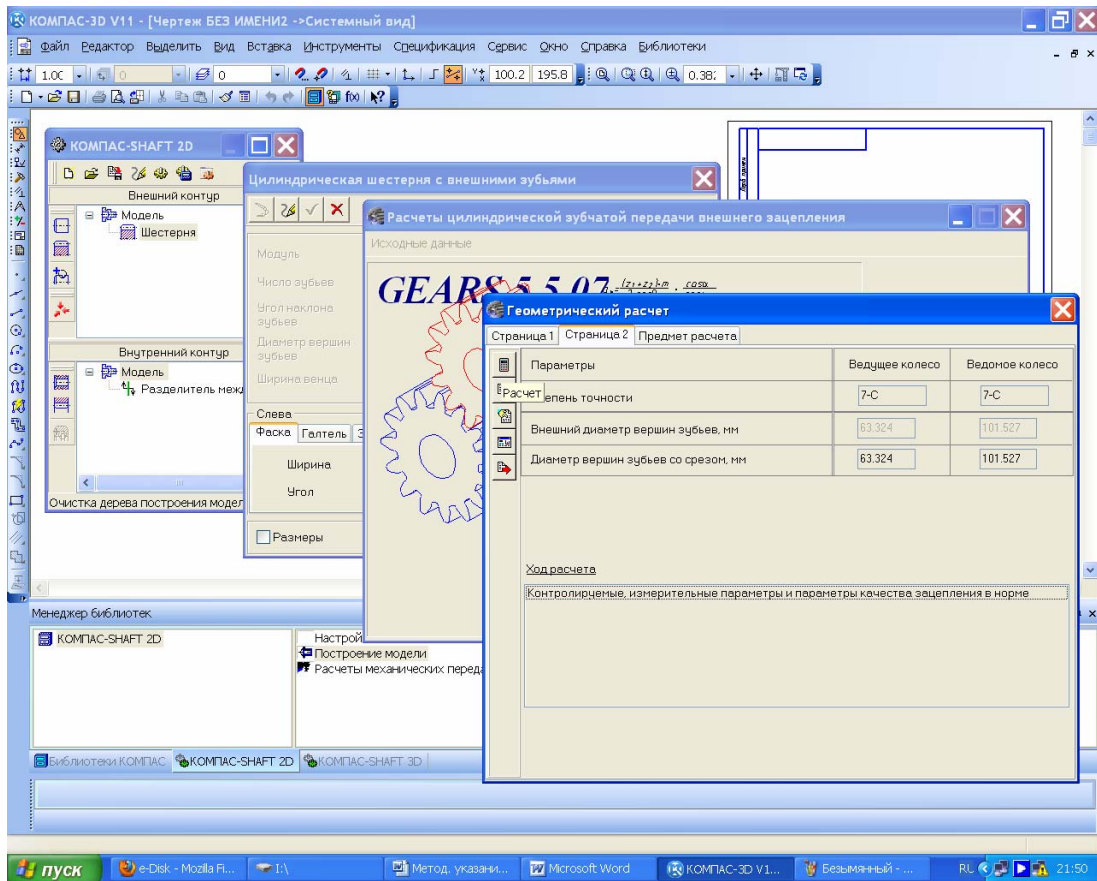 КОМПАС-3D V11 - [Чертеж БЕЗ ИМЕНИ2 ->Системный вид]
Файл Редактор Выделить Вид Вставка Инструменты Спецификация Сервис Окно Справка Библиотеки
0 0 100.2 195.8
КОМПАС-SHAFT 2D
Внешний контур
Модель
Шестерня
Внутренний контур
Модель
Разделитель меж
Очистка дерева построения модел
Цилиндрическая шестерня с внешними зубьями
Модуль
Число зубьев
Угол наклона
зубьев
Диаметр вершин
зубьев
Ширина венца
Слева
Фаска Галтель
Ширина
Угол
Размеры
Расчеты цилиндрической зубчатой передачи внешнего зацепления
Исходные данные
GEARS 5.5.07
Геометрический расчет
Страница 1 Страница 2 Предмет расчета
Параметры Ведущее колесо Ведомое колесо
Расчет
епень точности 7-С 7-С
Внешний диаметр вершин зубьев, мм 63.324 101.527
Диаметр вершин зубьев со срезом, мм 63.324 101.527
Ход расчета
Контролируемые, измерительные параметры и параметры качества зацепления в норме
Менеджер библиотек
КОМПАС-SHAFT 2D
Настрой
Построение модели
Расчеты механических переда
Библиотеки КОМПАС КОМПАС-SHAFT 2D КОМПАС-SHAFT 3D
пуск e-Disk - Mozilla Fi... I:\ Метод. указани... Microsoft Word КОМПАС-3D V1... Безымянный - ... RL 21:50